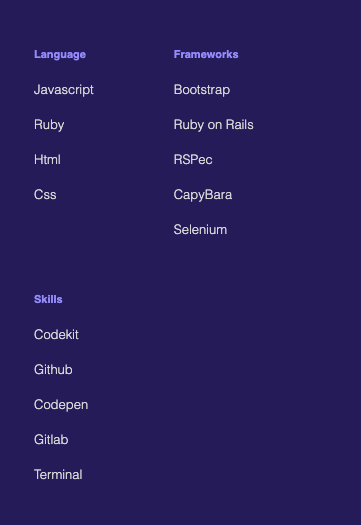 Language
Javascript
Ruby
Html
Css
Frameworks
Bootstrap
Ruby on Rails
RSPec
CapyBara
Selenium
Skills
Codekit
Github
Codepen
Gitlab
Terminal